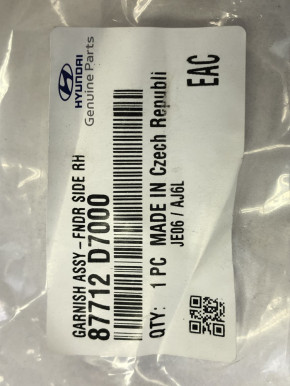 HYUNDAI
Genuine Parts
GARNISH ASSY-FNDR SIDE RH
87712 D7000
QTY: 1 PC MADE IN Czech Republi
JE06 / AJ6L
EAC